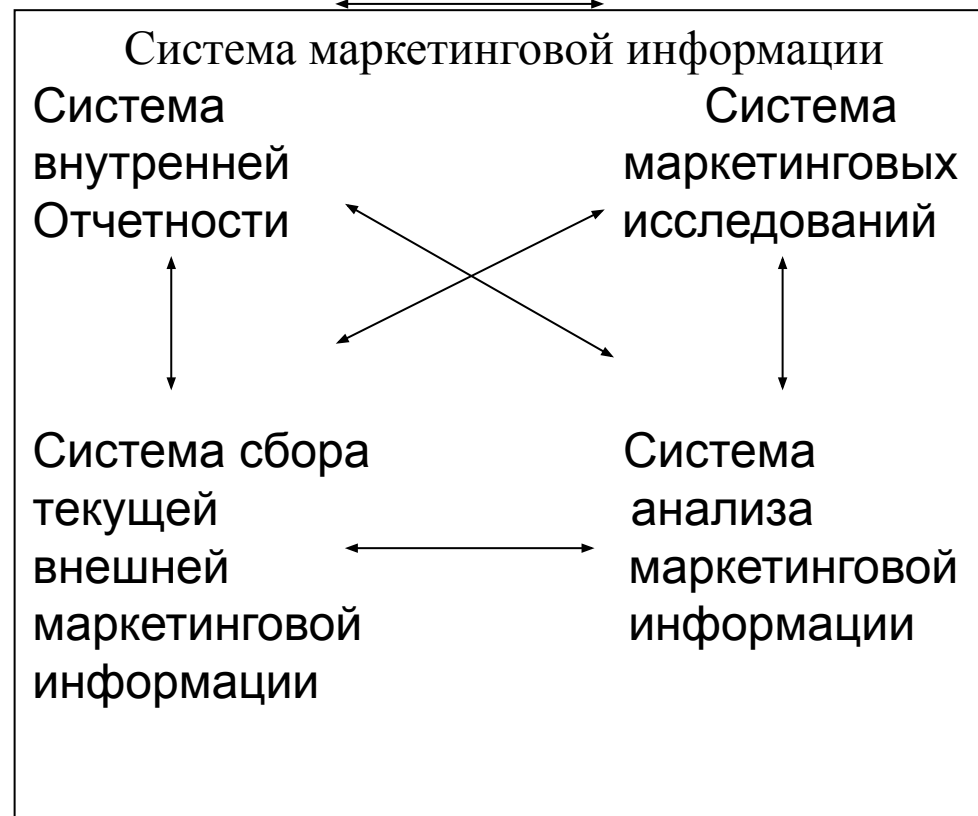 Система маркетинговой информации
Система
внутренней
Отчетности
Система
маркетинговых
исследований
Система сбора
текущей
внешней
маркетинговой
информации
Система
анализа
маркетинговой
информации